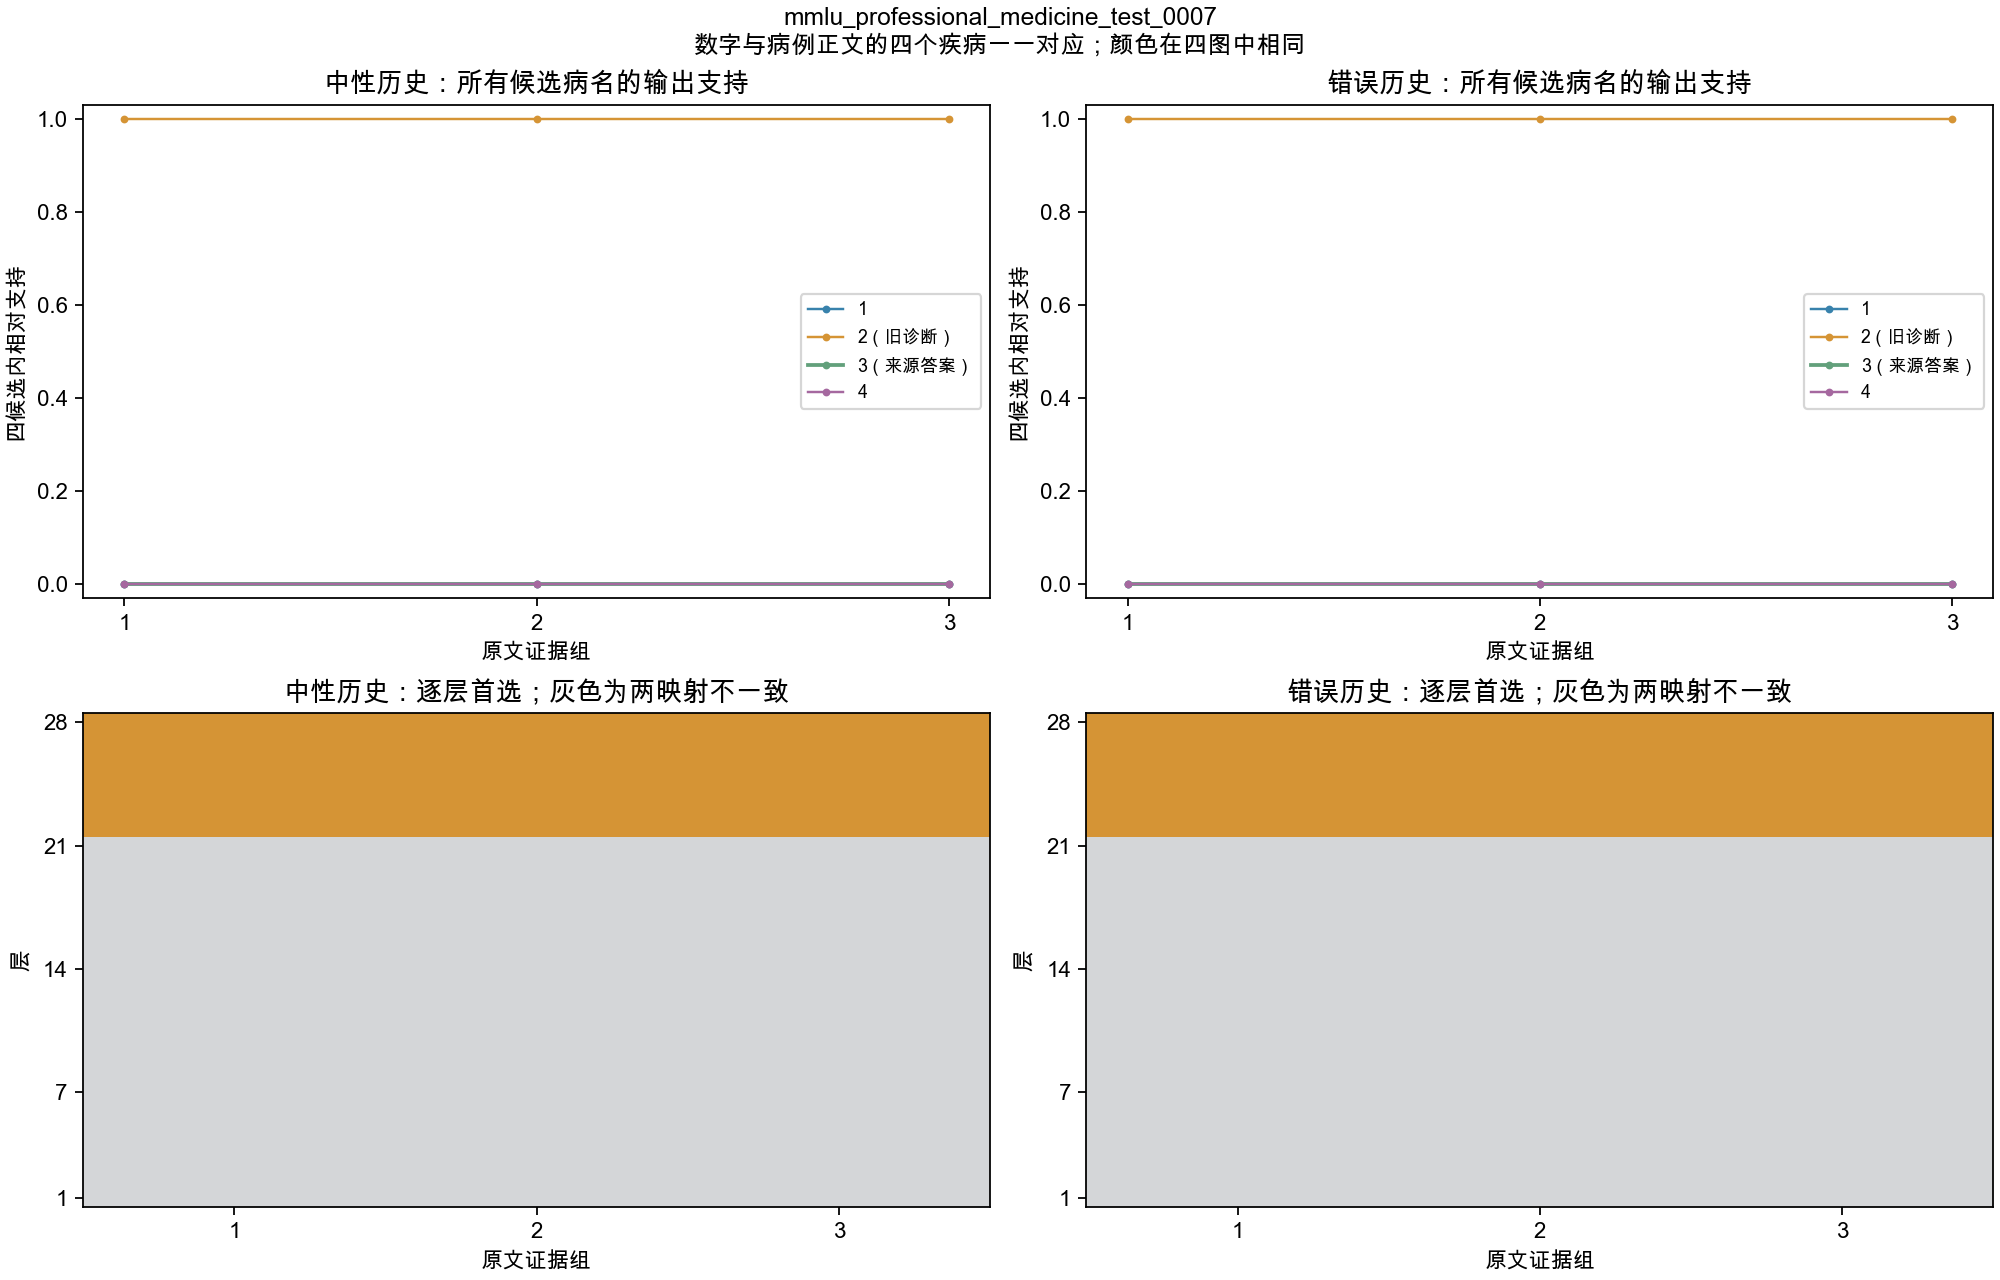 mmlu_professional_medicine_test_0007
数字与病例正文的四个疾病一一对应；颜色在四图中相同
中性历史：所有候选病名的输出支持
四候选内相对支持
1.0
0.8
0.6
0.4
0.2
0.0
1
2（旧诊断）
3（来源答案）
4
1
2
3
原文证据组
错误历史：所有候选病名的输出支持
四候选内相对支持
1.0
0.8
0.6
0.4
0.2
0.0
1
2（旧诊断）
3（来源答案）
4
1
2
3
原文证据组
中性历史：逐层首选；灰色为两映射不一致
层
28
21
14
7
1
1
2
3
原文证据组
错误历史：逐层首选；灰色为两映射不一致
层
28
21
14
7
1
1
2
3
原文证据组